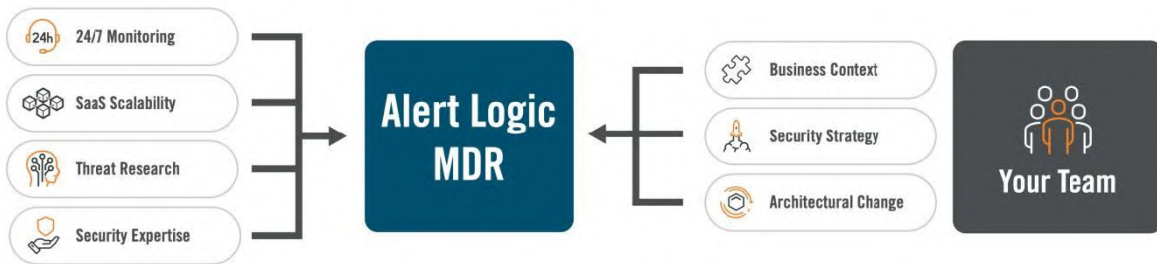 24h
24/7 Monitoring
SaaS Scalability
Threat Research
Security Expertise
Alert Logic
MDR
Business Context
Security Strategy
Architectural Change
Your Team